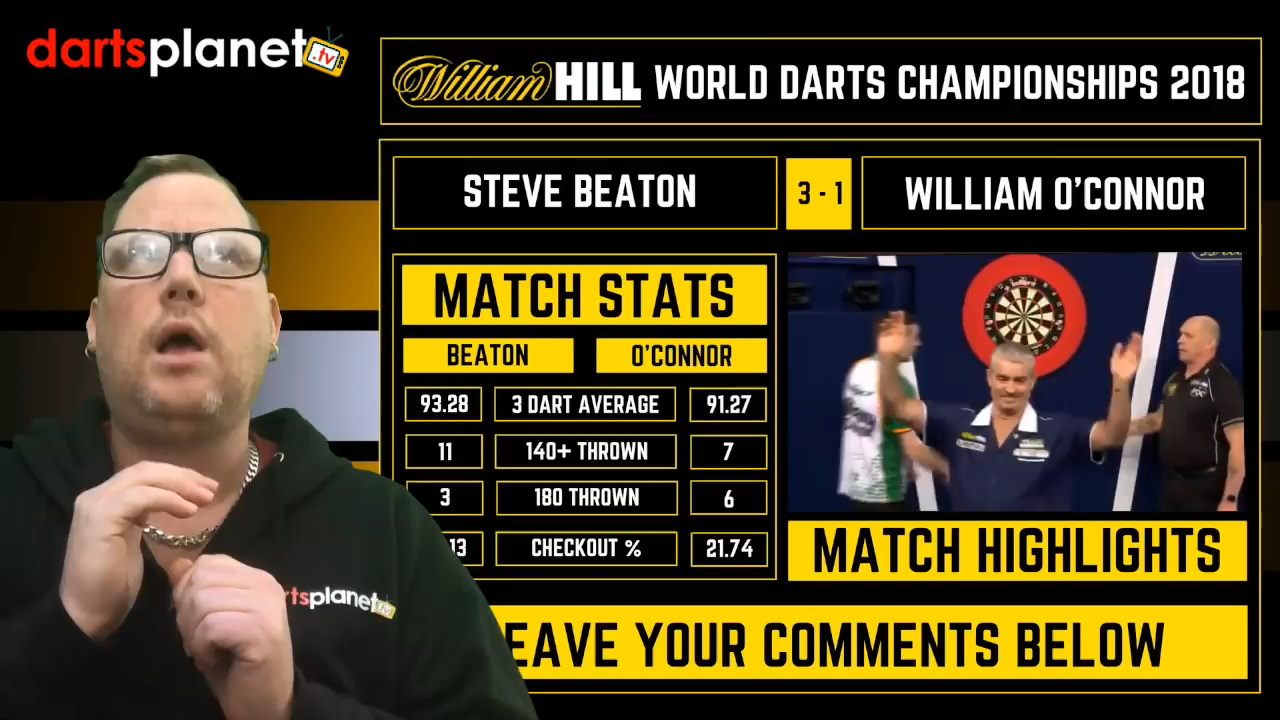 dartsplanet.tv
William HILL WORLD DARTS CHAMPIONSHIPS 2018
STEVE BEATON
3 - 1
WILLIAM O'CONNOR
MATCH STATS
BEATON
O'CONNOR
93.28
3 DART AVERAGE
91.27
11
140+ THROWN
7
3
180 THROWN
6
13
CHECKOUT %
21.74
MATCH HIGHLIGHTS
EAVE YOUR COMMENTS BELOW
rtsplanet